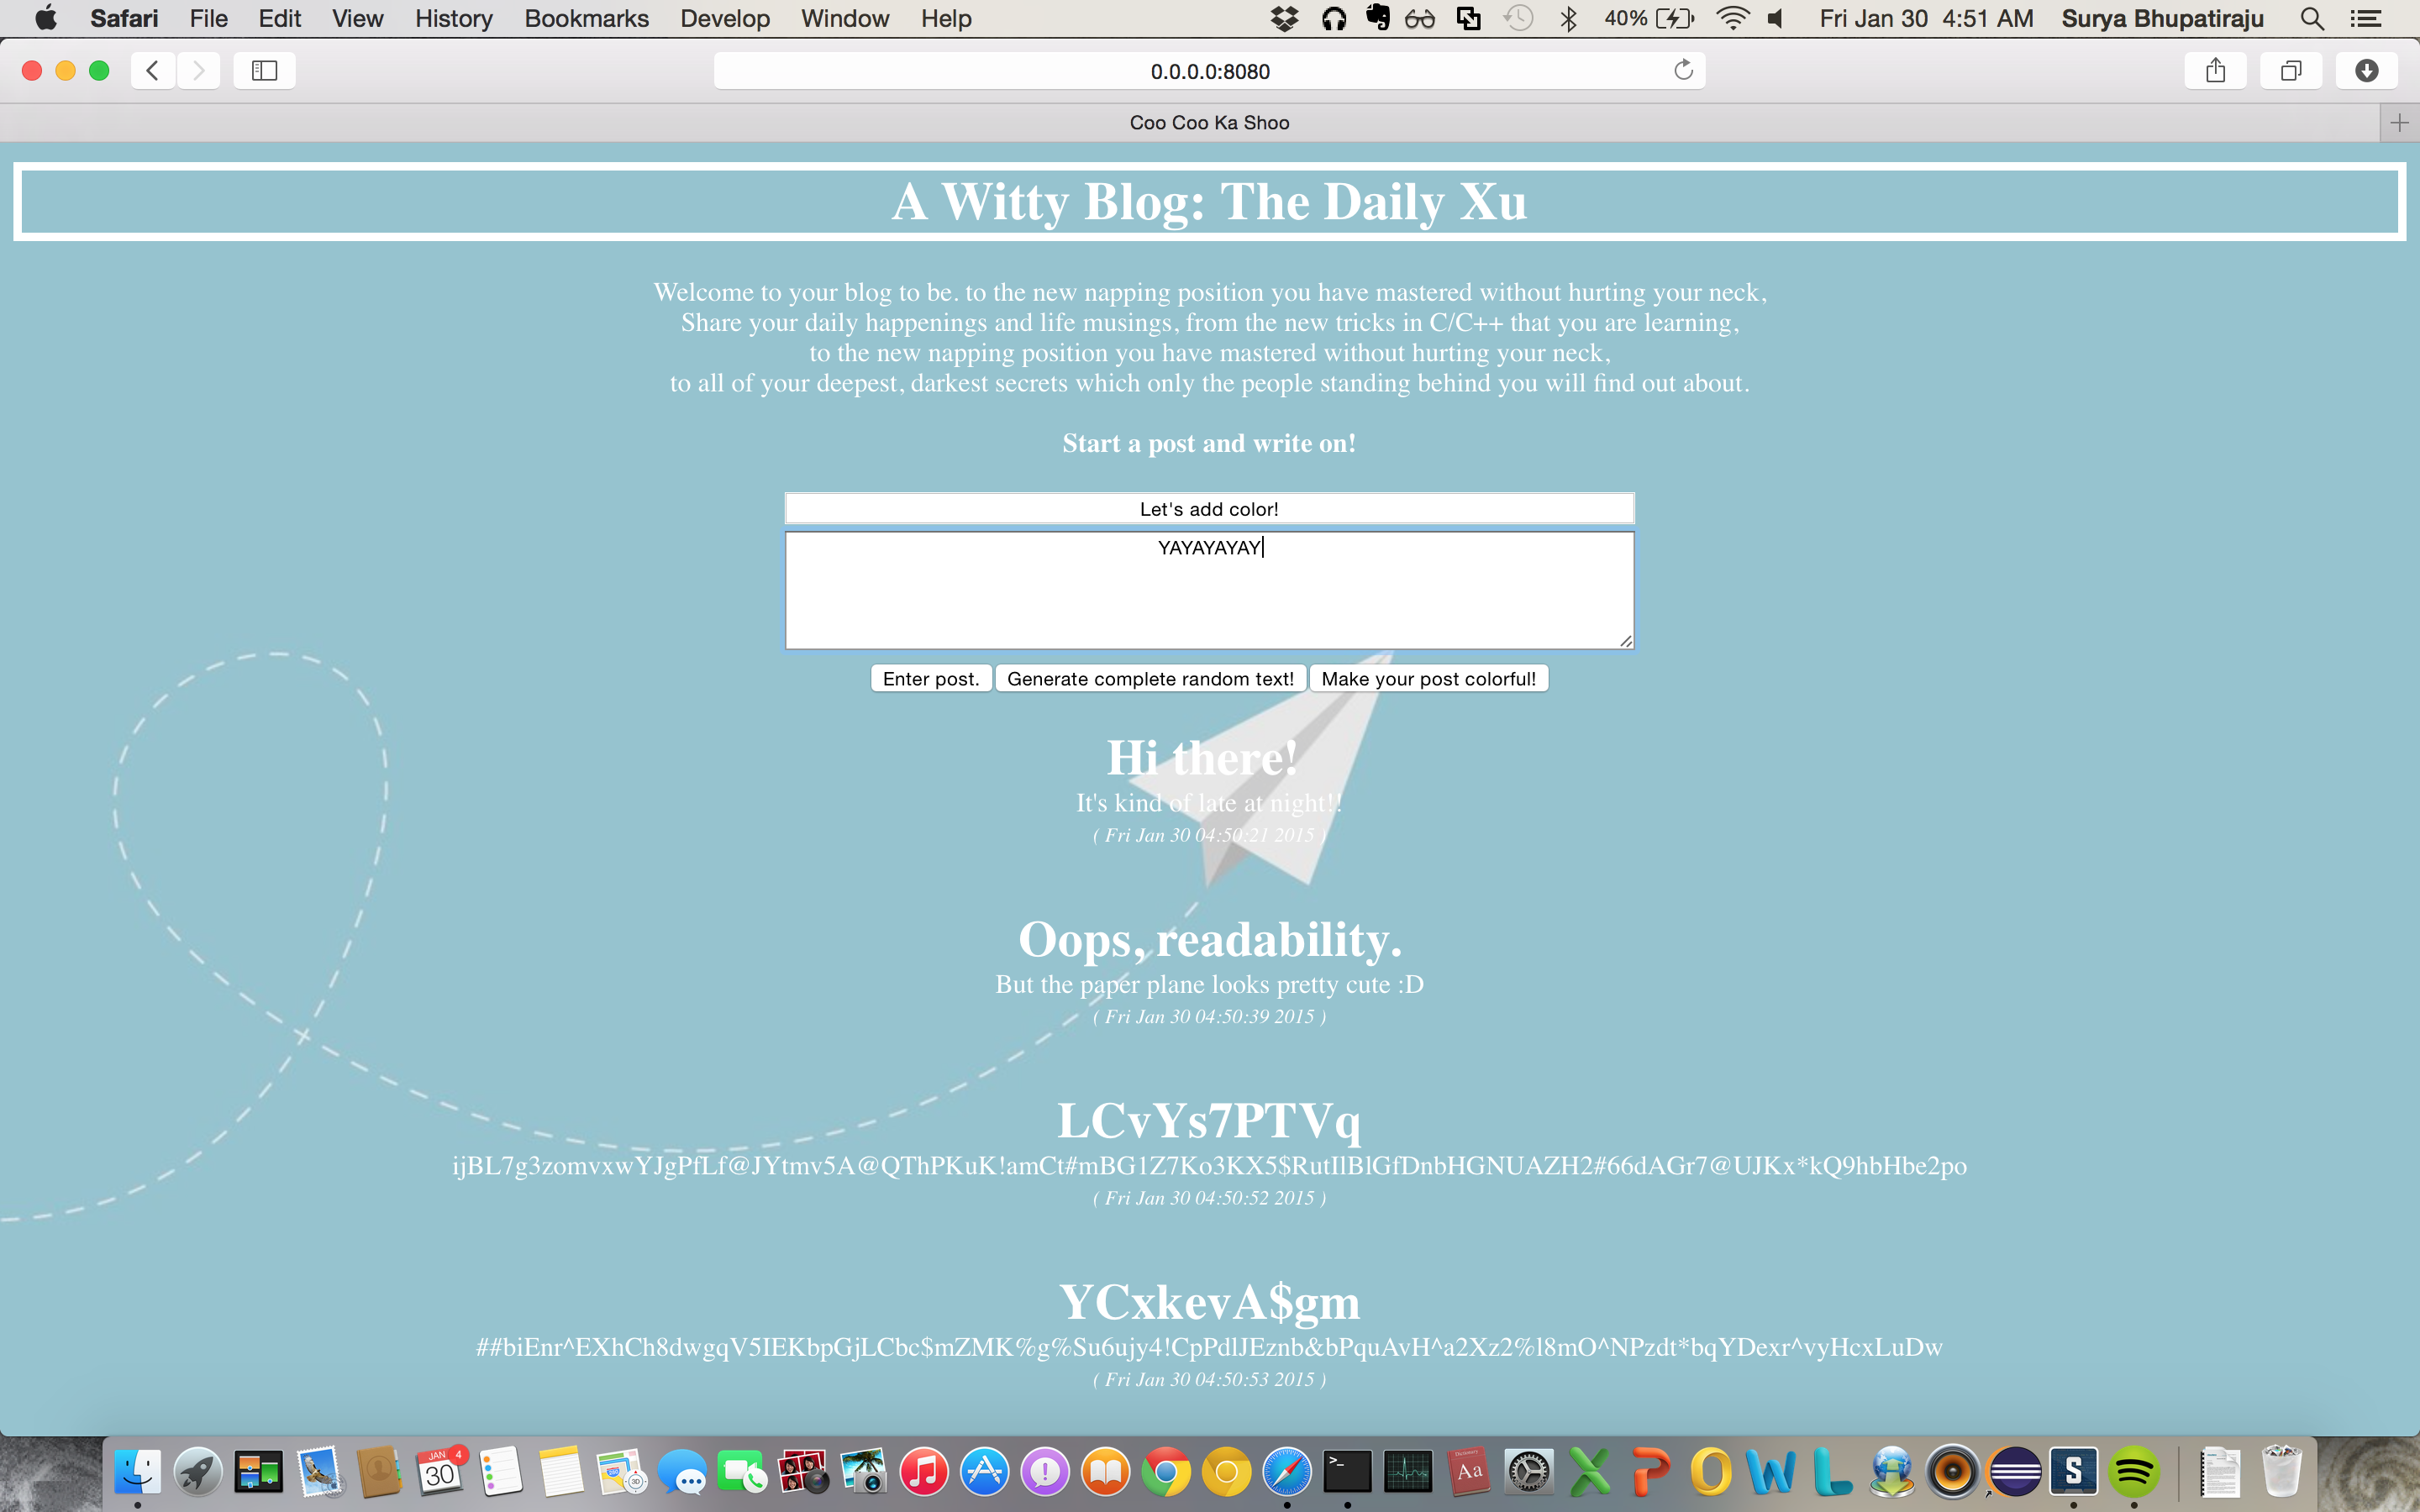 Safari File Edit View History Bookmarks Develop Window Help 40% Fri Jan 30 4:51 AM Surya Bhupatiraju
0.0.0.0:8080
Coo Coo Ka Shoo
A Witty Blog: The Daily Xu
Welcome to your blog to be. to the new napping position you have mastered without hurting your neck,
Share your daily happenings and life musings, from the new tricks in C/C++ that you are learning,
to the new napping position you have mastered without hurting your neck,
to all of your deepest, darkest secrets which only the people standing behind you will find out about.
Start a post and write on!
Let's add color!
YAYAYAYAY
Enter post. Generate complete random text! Make your post colorful!
Hi there!
It's kind of late at night!!
( Fri Jan 30 04:50:21 2015 )
Oops, readability.
But the paper plane looks pretty cute :D
( Fri Jan 30 04:50:39 2015 )
LCvYs7PTVq
ijBL7g3zomvxwYJgPfLf@JYtmv5A@QThPKuK!amCt#mBG1Z7Ko3KX5$RutIlBlGfDnbHGNUAZH2#66dAGr7@UJKx*kQ9hbHbe2po
( Fri Jan 30 04:50:52 2015 )
YCxkevA$gm
##biEnr^EXhCh8dwgqV5IEKbpGjLCbc$mZMK%g%Su6ujy4!CpPdlJEznb&bPquAvH^a2Xz2%l8mO^NPzdt*bqYDexr^vyHcxLuDw
( Fri Jan 30 04:50:53 2015 )
JAN 4
30
Aa